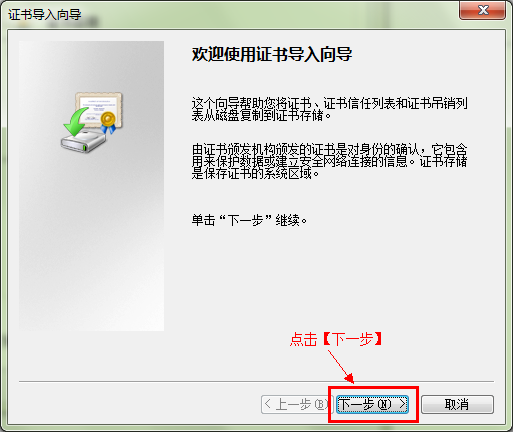 证书导入向导
欢迎使用证书导入向导
这个向导帮助您将证书、证书信任列表和证书吊销列
表从磁盘复制到证书存储。
由证书颁发机构颁发的证书是对身份的确认，它包含
用来保护数据或建立安全网络连接的信息。证书存储
是保存证书的系统区域。
单击“下一步”继续。
点击【下一步】
< 上一步(B) 下一步(N) > 取消